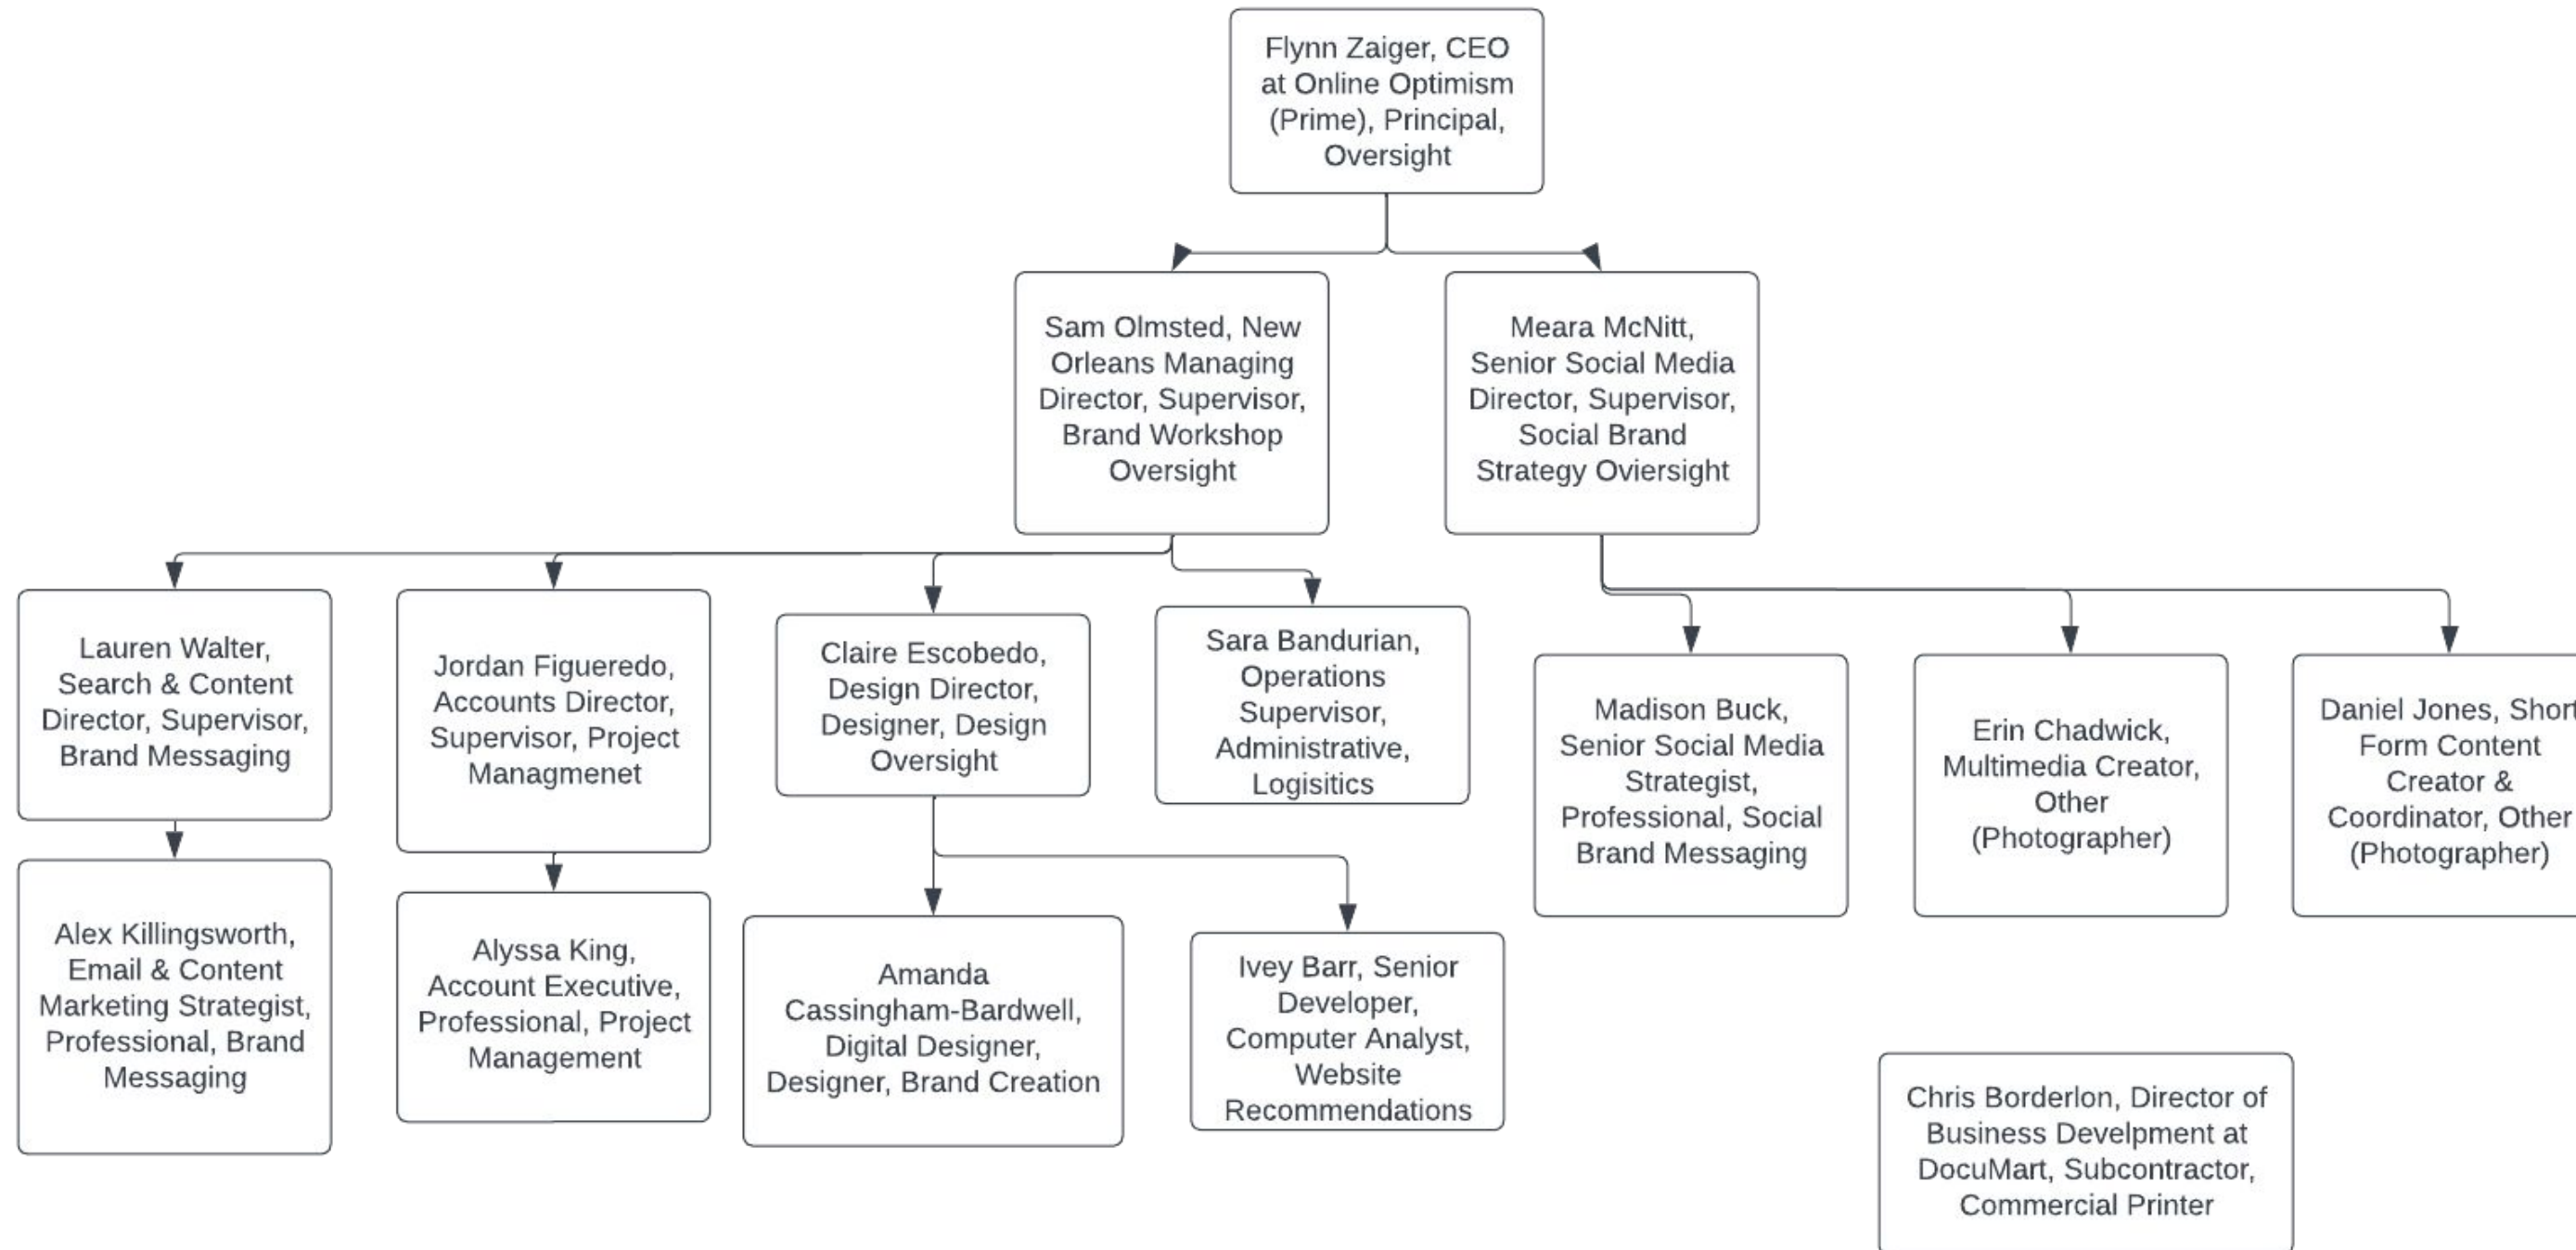 Flynn Zaiger, CEO
at Online Optimism
(Prime), Principal,
Oversight
Sam Olmsted, New
Orleans Managing
Director, Supervisor,
Brand Workshop
Oversight
Meara McNitt,
Senior Social Media
Director, Supervisor,
Social Brand
Strategy Oviersight
Lauren Walter,
Search & Content
Director, Supervisor,
Brand Messaging
Jordan Figueredo,
Accounts Director,
Supervisor, Project
Managmenet
Claire Escobedo,
Design Director,
Designer, Design
Oversight
Sara Bandurian,
Operations
Supervisor,
Administrative,
Logisitics
Madison Buck,
Senior Social Media
Strategist,
Professional, Social
Brand Messaging
Erin Chadwick,
Multimedia Creator,
Other
(Photographer)
Daniel Jones, Short
Form Content
Creator &
Coordinator, Other
(Photographer)
Alex Killingsworth,
Email & Content
Marketing Strategist,
Professional, Brand
Messaging
Alyssa King,
Account Executive,
Professional, Project
Management
Amanda
Cassingham-Bardwell,
Digital Designer,
Designer, Brand Creation
Ivey Barr, Senior
Developer,
Computer Analyst,
Website
Recommendations
Chris Borderlon, Director of
Business Develpment at
DocuMart, Subcontractor,
Commercial Printer